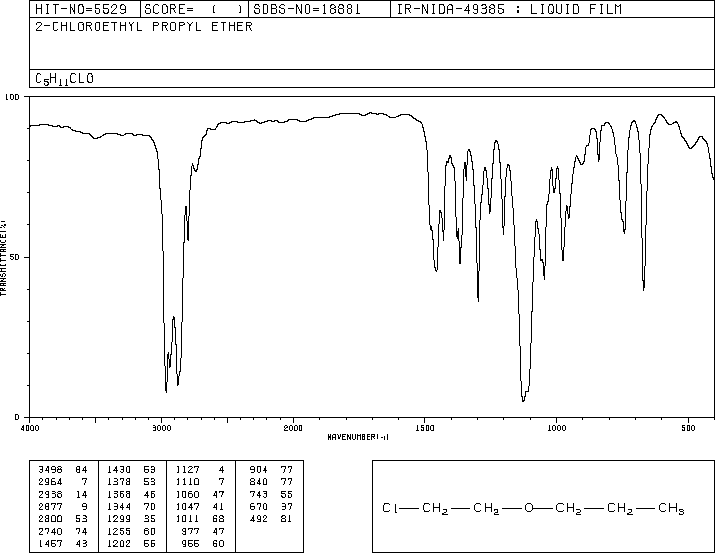 HIT-NO=5529 SCORE= ( ) SDBS-NO=18881 IR-NIDA-49385 : LIQUID FILM
2-CHLOROETHYL PROPYL ETHER
C5H11CLO
100
TRANSMITTANCE(%)
50
0
4000 3000 2000 1500 1000 500
WAVENUMBER(-1)
3498 84 1430 53 1127 4 904 77
2964 7 1378 53 1110 7 840 77
2938 14 1368 46 1060 47 743 55
2877 9 1344 70 1047 41 670 37
2800 53 1299 35 1011 68 492 81
2740 74 1255 60 977 47
1457 43 1202 55 955 60
Cl—CH2—CH2—O—CH2—CH2—CH3